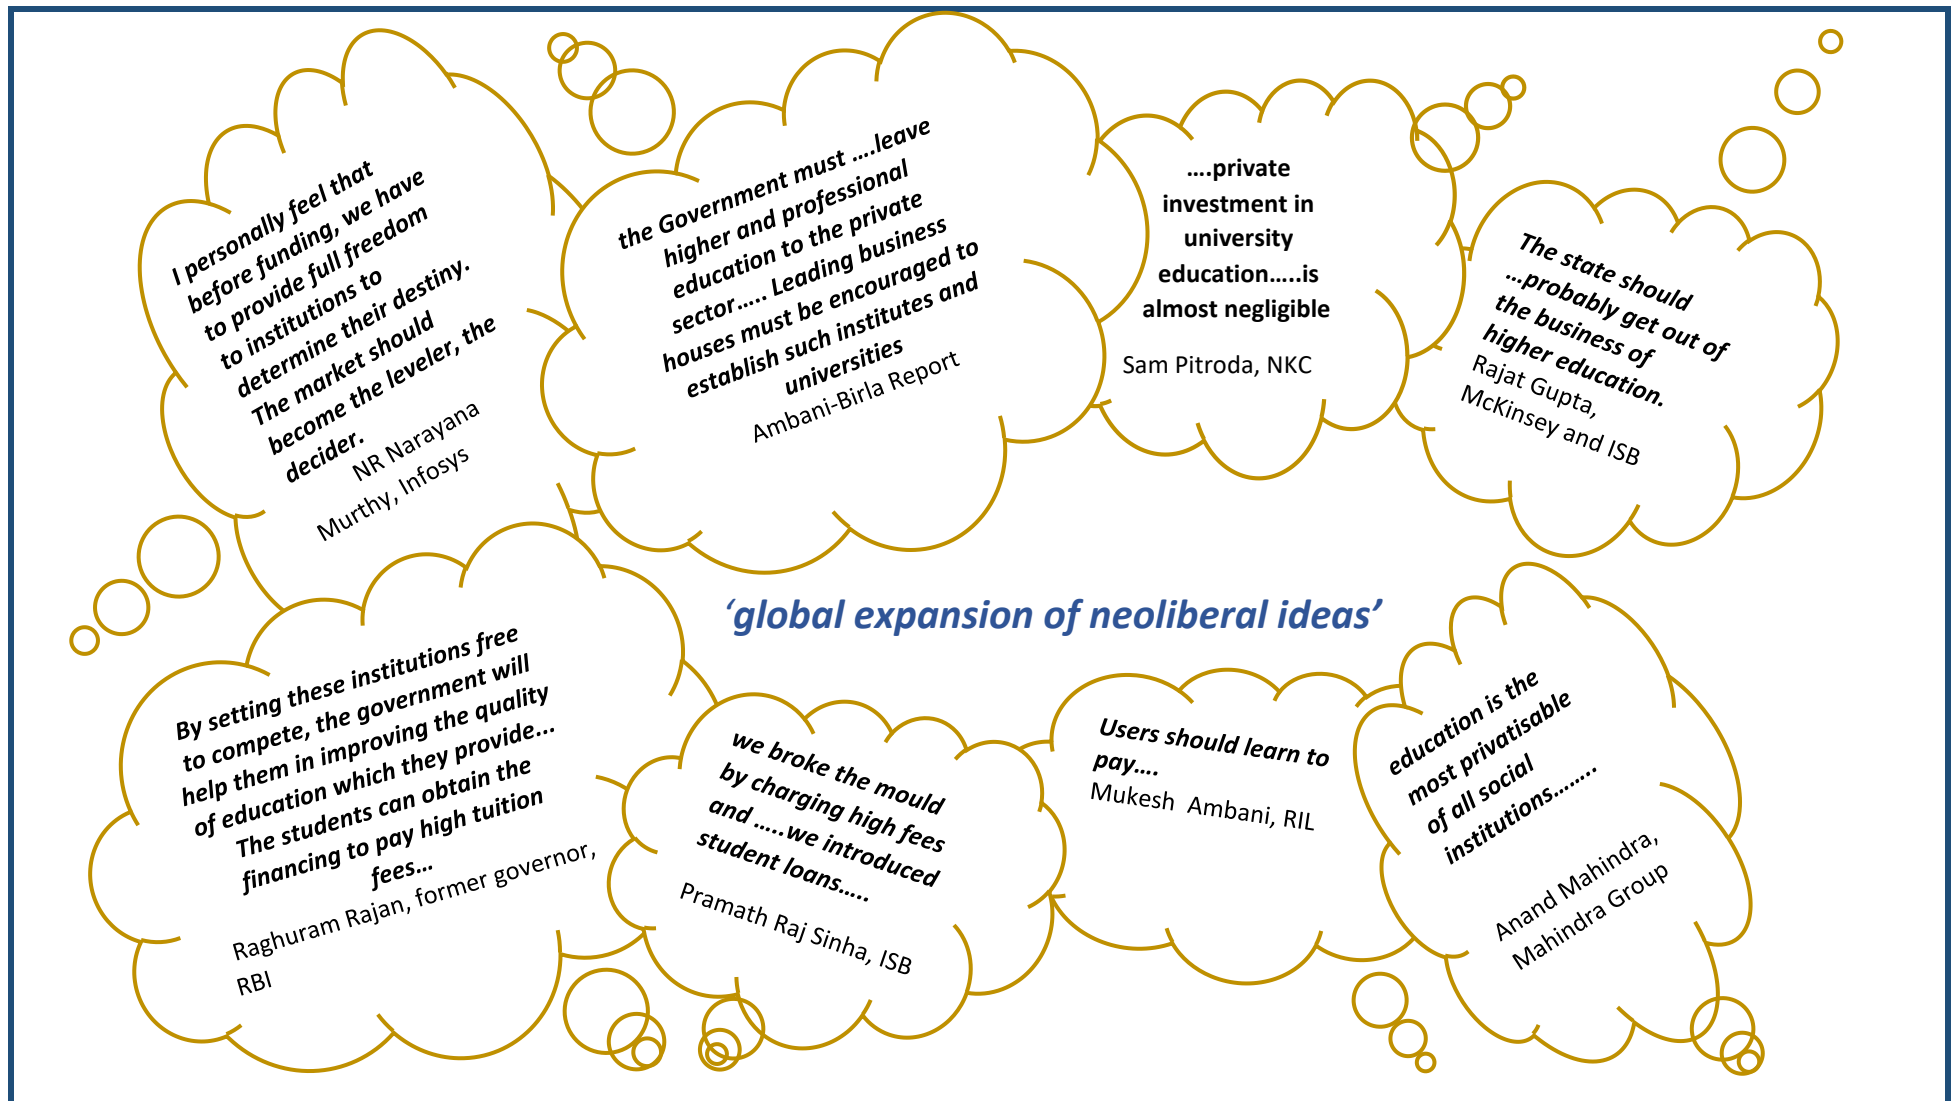 I personally feel that
before funding, we have
to provide full freedom
to institutions to
determine their destiny.
The market should
become the leveler, the
decider.
NR Narayana
Murthy, Infosys
the Government must ….leave
higher and professional
education to the private
sector….. Leading business
houses must be encouraged to
establish such institutes and
universities
Ambani-Birla Report
….private
investment in
university
education…..is
almost negligible
Sam Pitroda, NKC
The state should
…probably get out of
the business of
higher education.
Rajat Gupta,
McKinsey and ISB
‘global expansion of neoliberal ideas’
By setting these institutions free
to compete, the government will
help them in improving the quality
of education which they provide…
The students can obtain the
financing to pay high tuition
fees…
Raghuram Rajan, former governor,
RBI
we broke the mould
by charging high fees
and …..we introduced
student loans…..
Pramath Raj Sinha, ISB
Users should learn to
pay….
Mukesh  Ambani, RIL
education is the
most privatisable
of all social
institutions……..
Anand Mahindra,
Mahindra Group